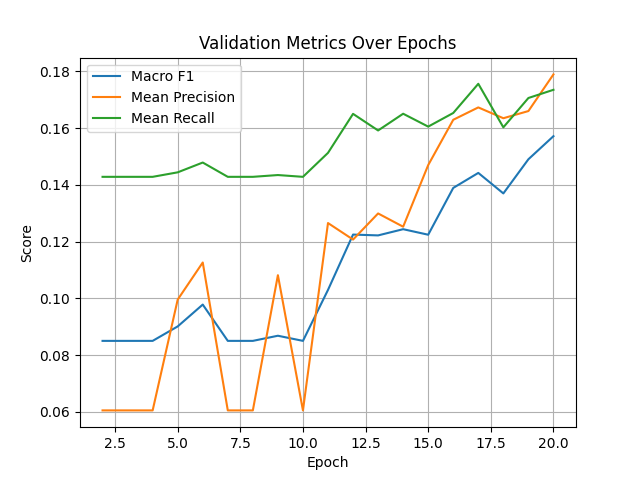 Validation Metrics Over Epochs
Macro F1
Mean Precision
Mean Recall
Score
0.18
0.16
0.14
0.12
0.10
0.08
0.06
2.5 5.0 7.5 10.0 12.5 15.0 17.5 20.0
Epoch